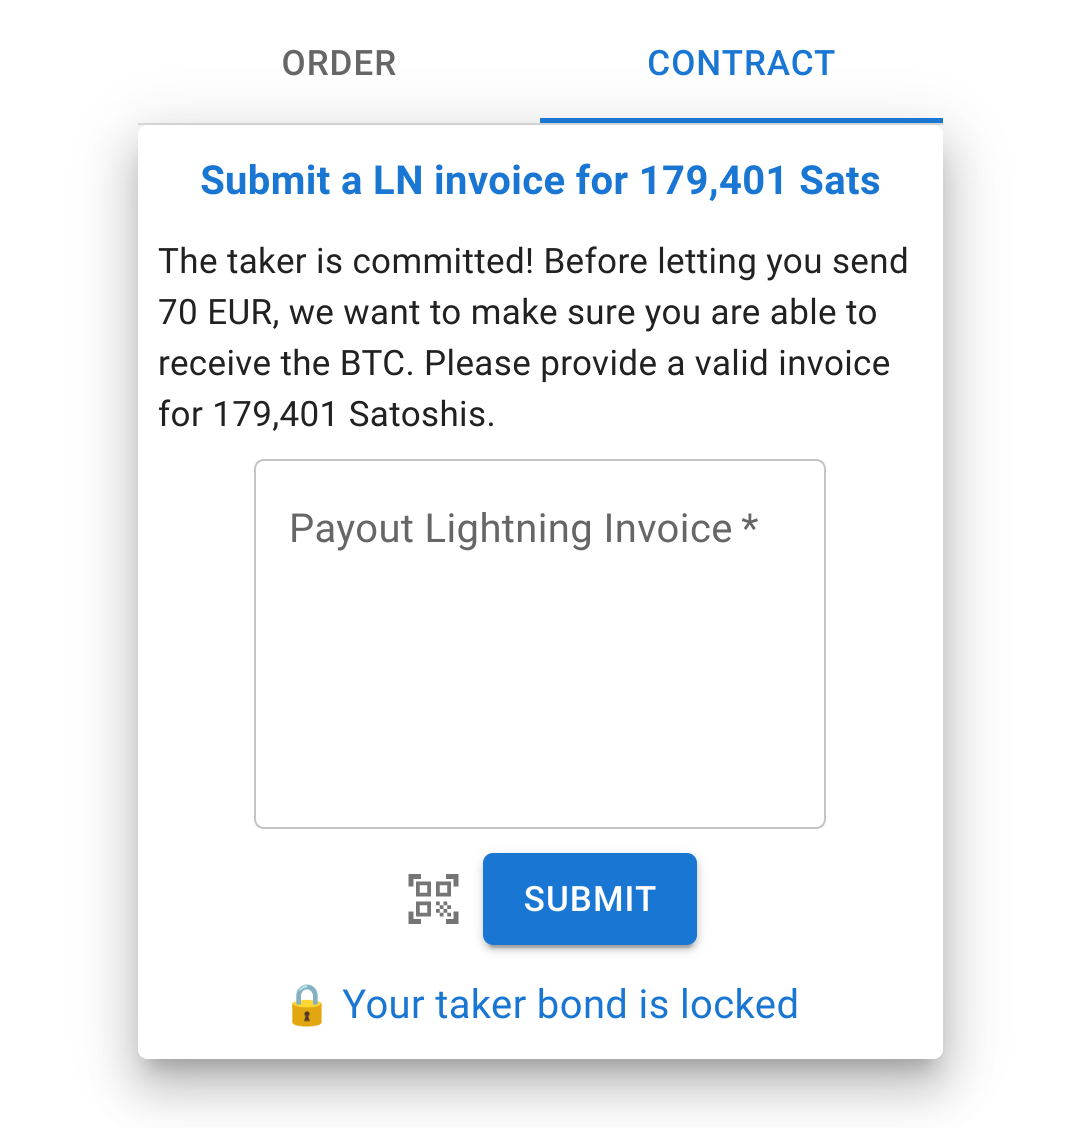 ORDER
CONTRACT
Submit a LN invoice for 179,401 Sats
The taker is committed! Before letting you send
70 EUR, we want to make sure you are able to
receive the BTC. Please provide a valid invoice
for 179,401 Satoshis.
Payout Lightning Invoice *
SUBMIT
🔒 Your taker bond is locked